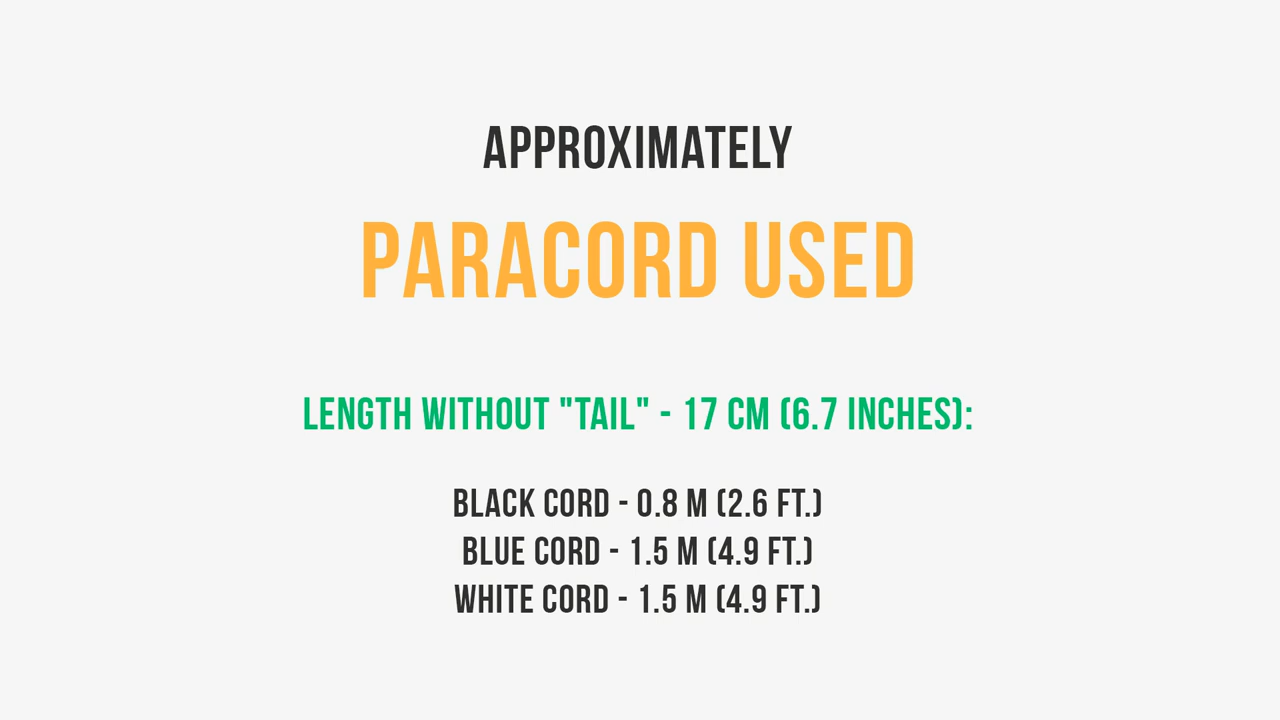 APPROXIMATELY
PARACORD USED
LENGTH WITHOUT "TAIL" - 17 CM (6.7 INCHES):
BLACK CORD - 0.8 M (2.6 FT.)
BLUE CORD - 1.5 M (4.9 FT.)
WHITE CORD - 1.5 M (4.9 FT.)